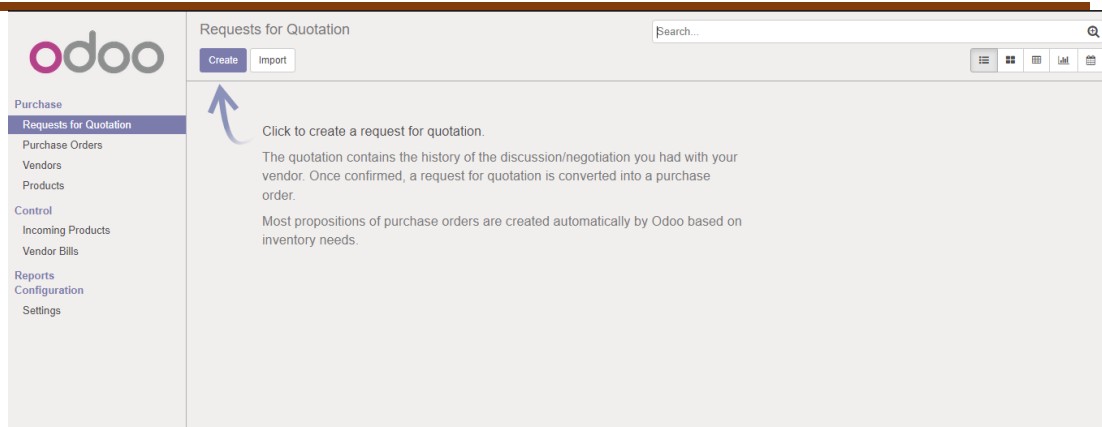 odoo
Purchase
Requests for Quotation
Purchase Orders
Vendors
Products
Control
Incoming Products
Vendor Bills
Reports
Configuration
Settings
Requests for Quotation
Search...
Create
Import
Click to create a request for quotation.
The quotation contains the history of the discussion/negotiation you had with your
vendor. Once confirmed, a request for quotation is converted into a purchase
order.
Most propositions of purchase orders are created automatically by Odoo based on
inventory needs.